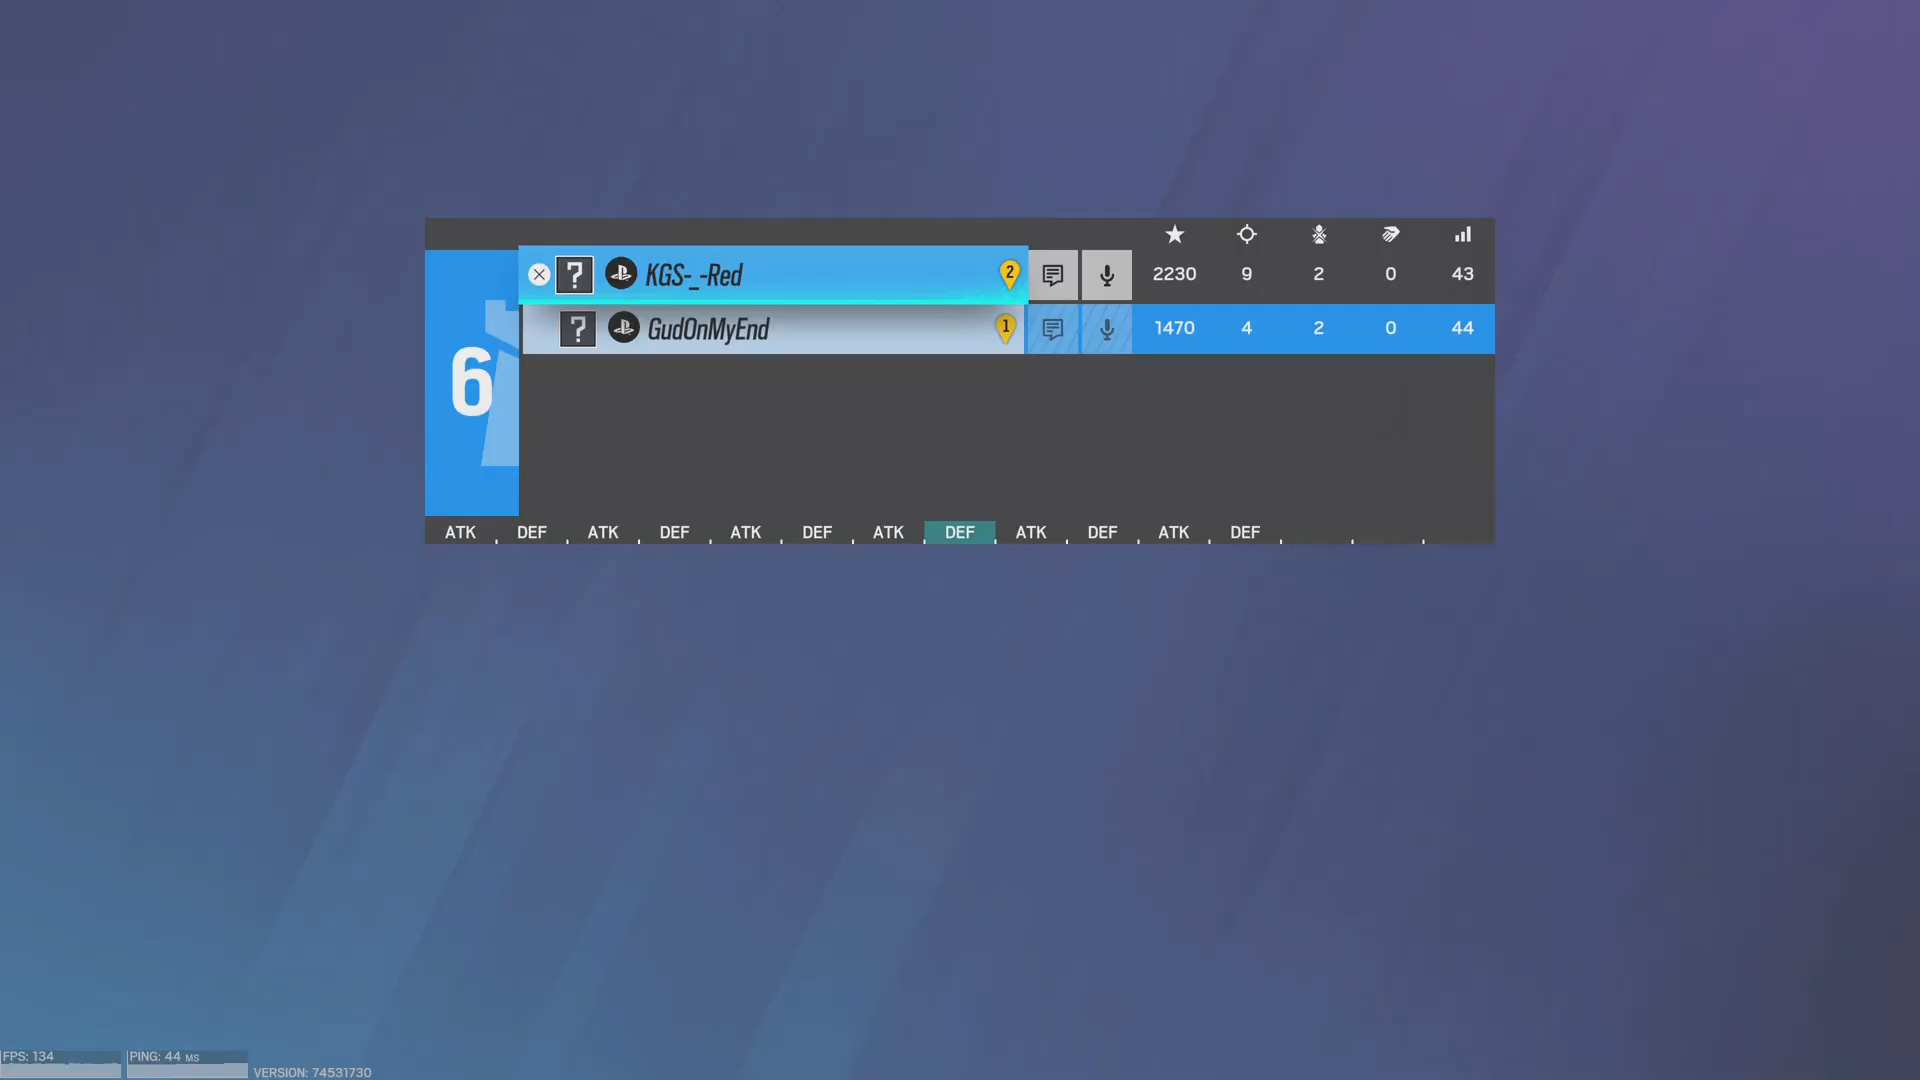 ? KGS-_-Red 2 2230 9 2 0 43
? GudOnMyEnd 1 1470 4 2 0 44
6
ATK DEF ATK DEF ATK DEF ATK DEF ATK DEF ATK DEF
FPS: 134 PING: 44 MS
VERSION: 74531730